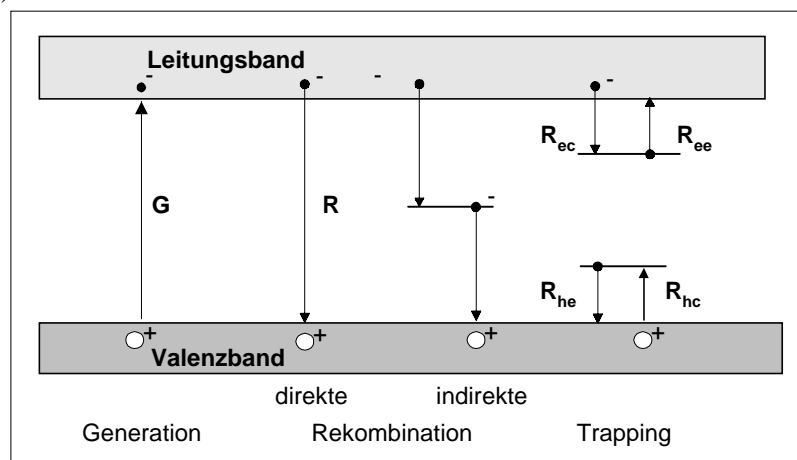 Leitungsband
- - - -
R_ec R_ee
G R -
R_he R_hc
+ + + +
Valenzband
direkte indirekte
Generation Rekombination Trapping